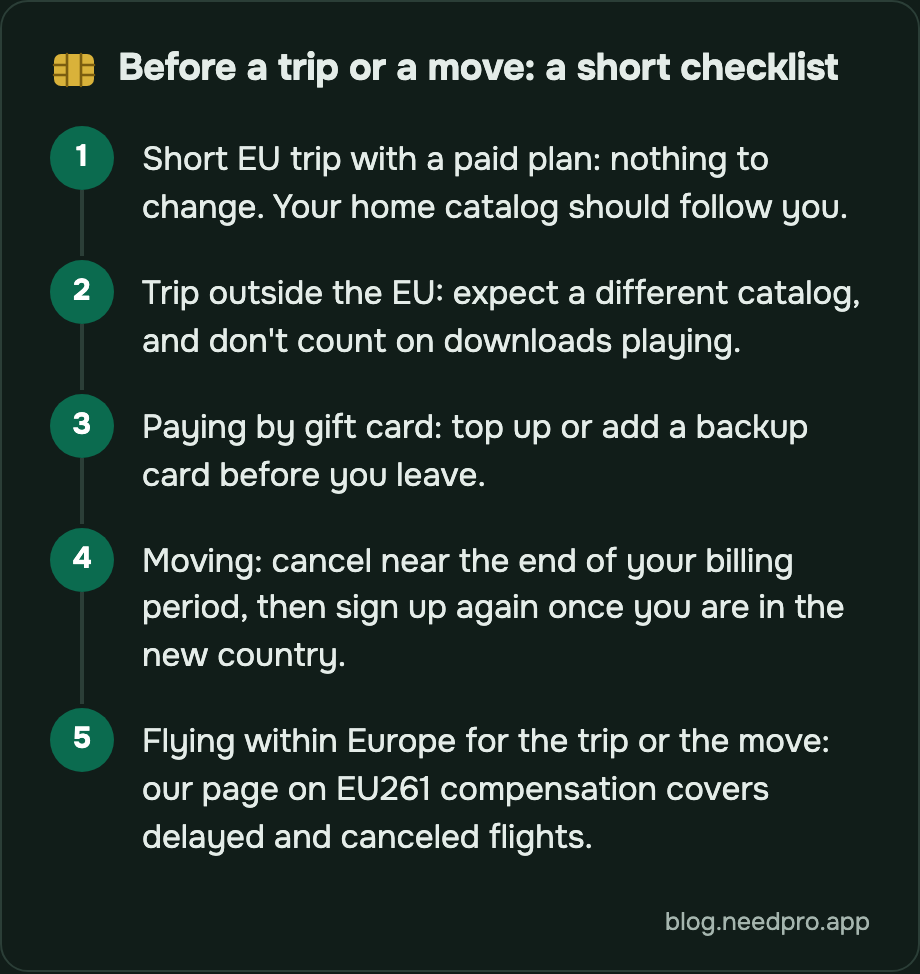 Before a trip or a move: a short checklist
1
Short EU trip with a paid plan: nothing to
change. Your home catalog should follow you.
2
Trip outside the EU: expect a different catalog,
and don't count on downloads playing.
3
Paying by gift card: top up or add a backup
card before you leave.
4
Moving: cancel near the end of your billing
period, then sign up again once you are in the
new country.
5
Flying within Europe for the trip or the move:
our page on EU261 compensation covers
delayed and canceled flights.
blog.needpro.app